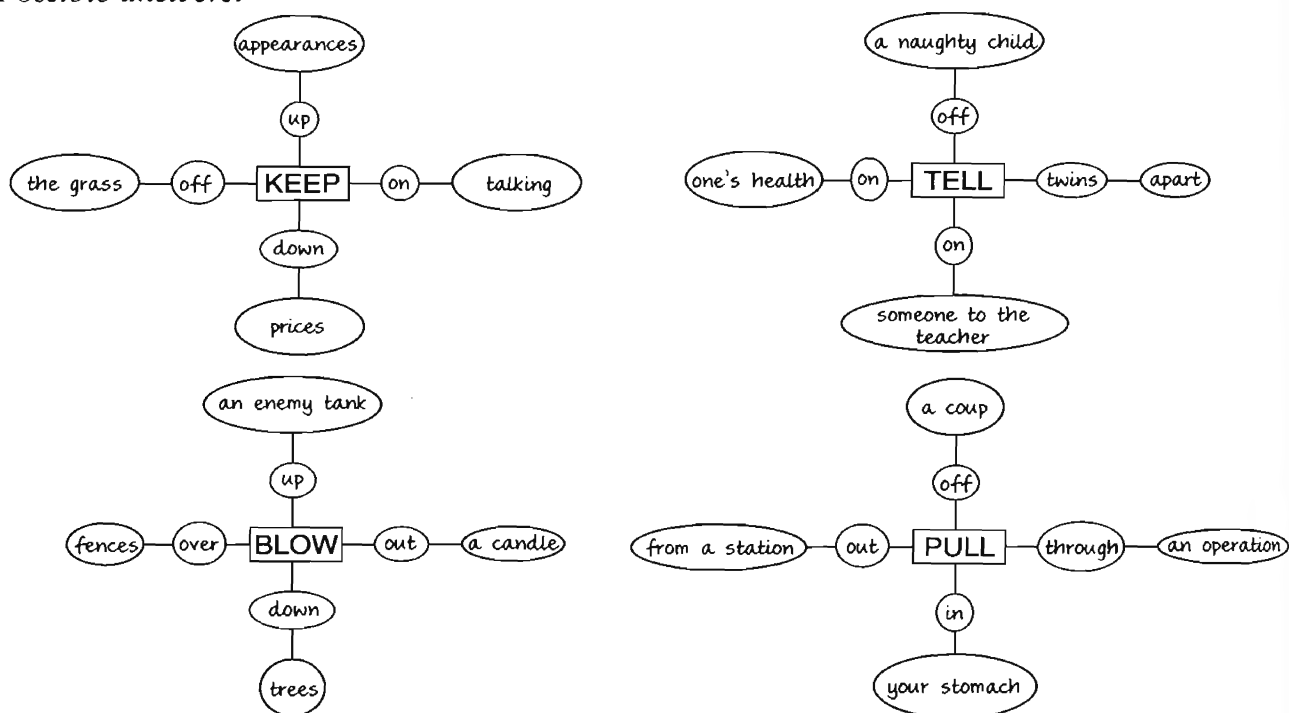 Possible answers:
appearances
up
the grass off KEEP on talking
down
prices
a naughty child
off
one's health on TELL twins apart
on
someone to the
teacher
an enemy tank
up
fences over BLOW out a candle
down
trees
a coup
off
from a station out PULL through an operation
in
your stomach